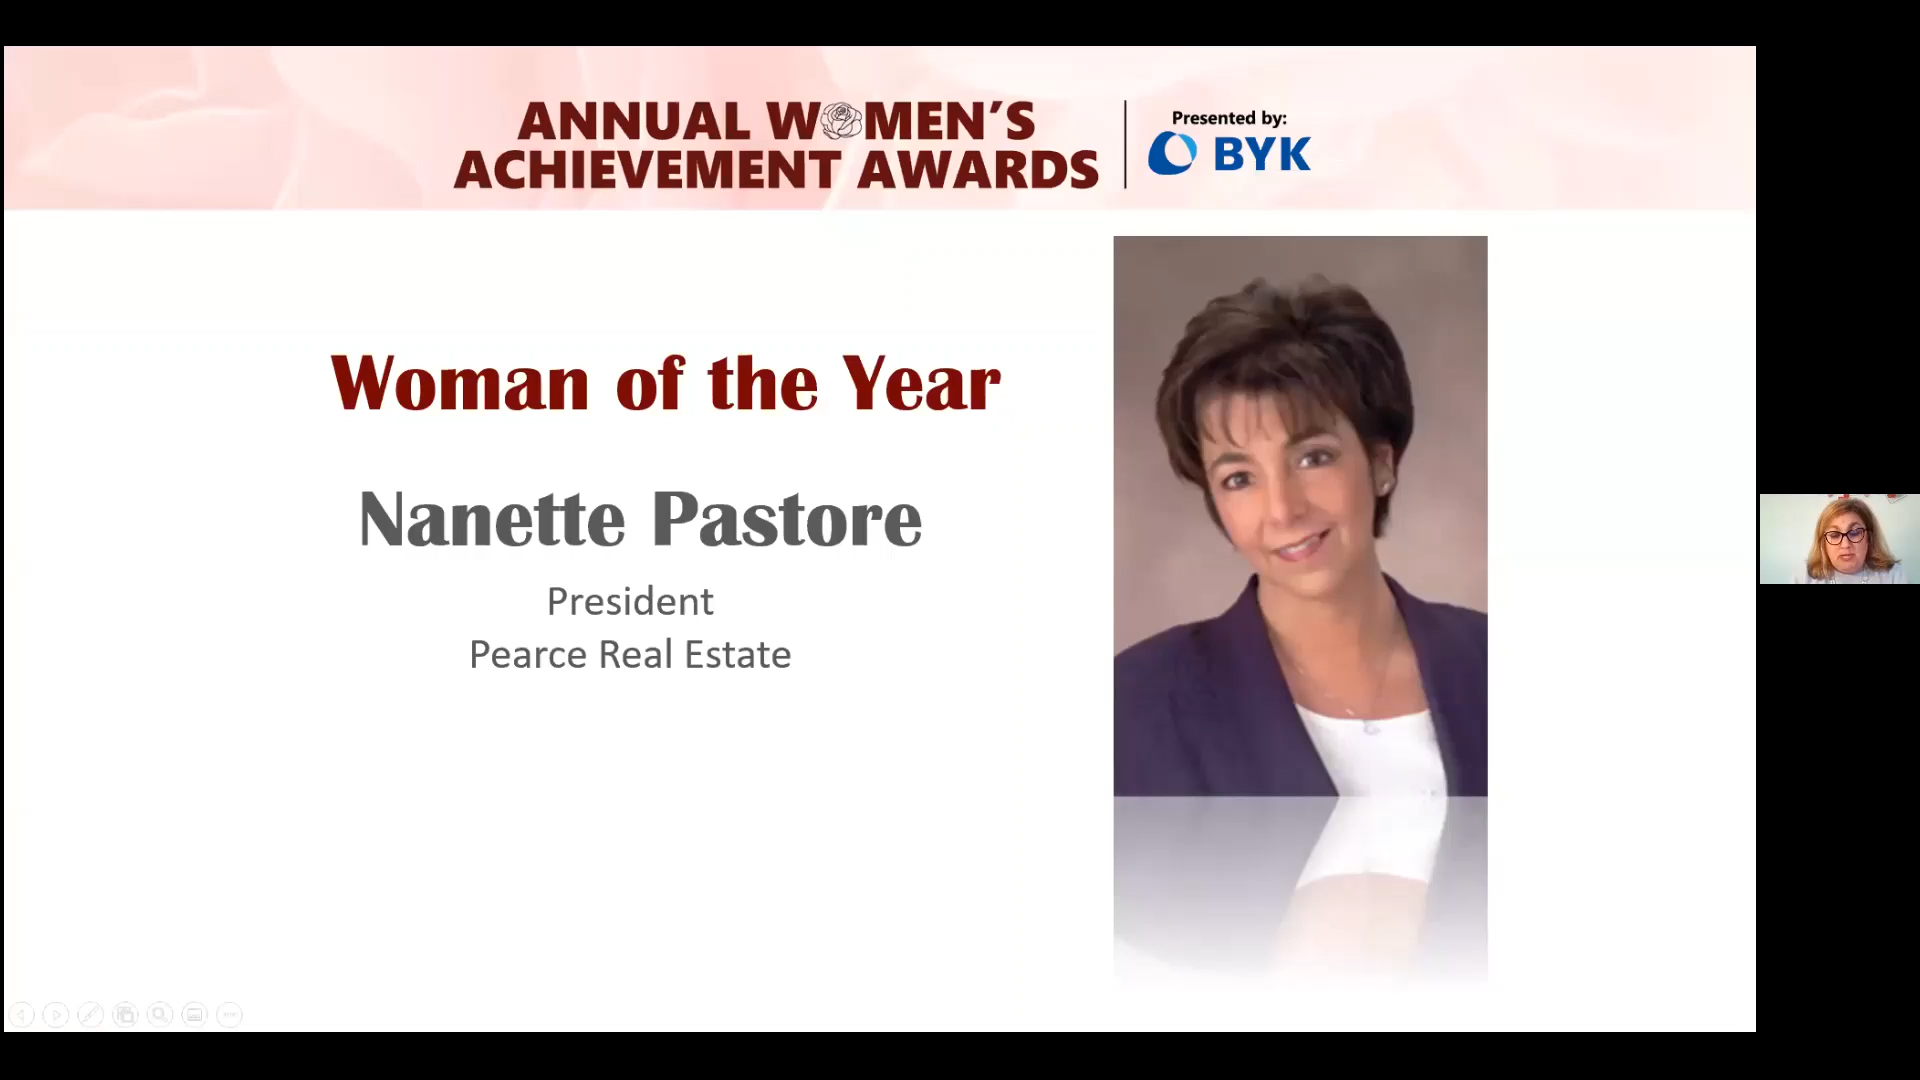 ANNUAL WOMEN'S
ACHIEVEMENT AWARDS
Presented by:
BYK
Woman of the Year
Nanette Pastore
President
Pearce Real Estate